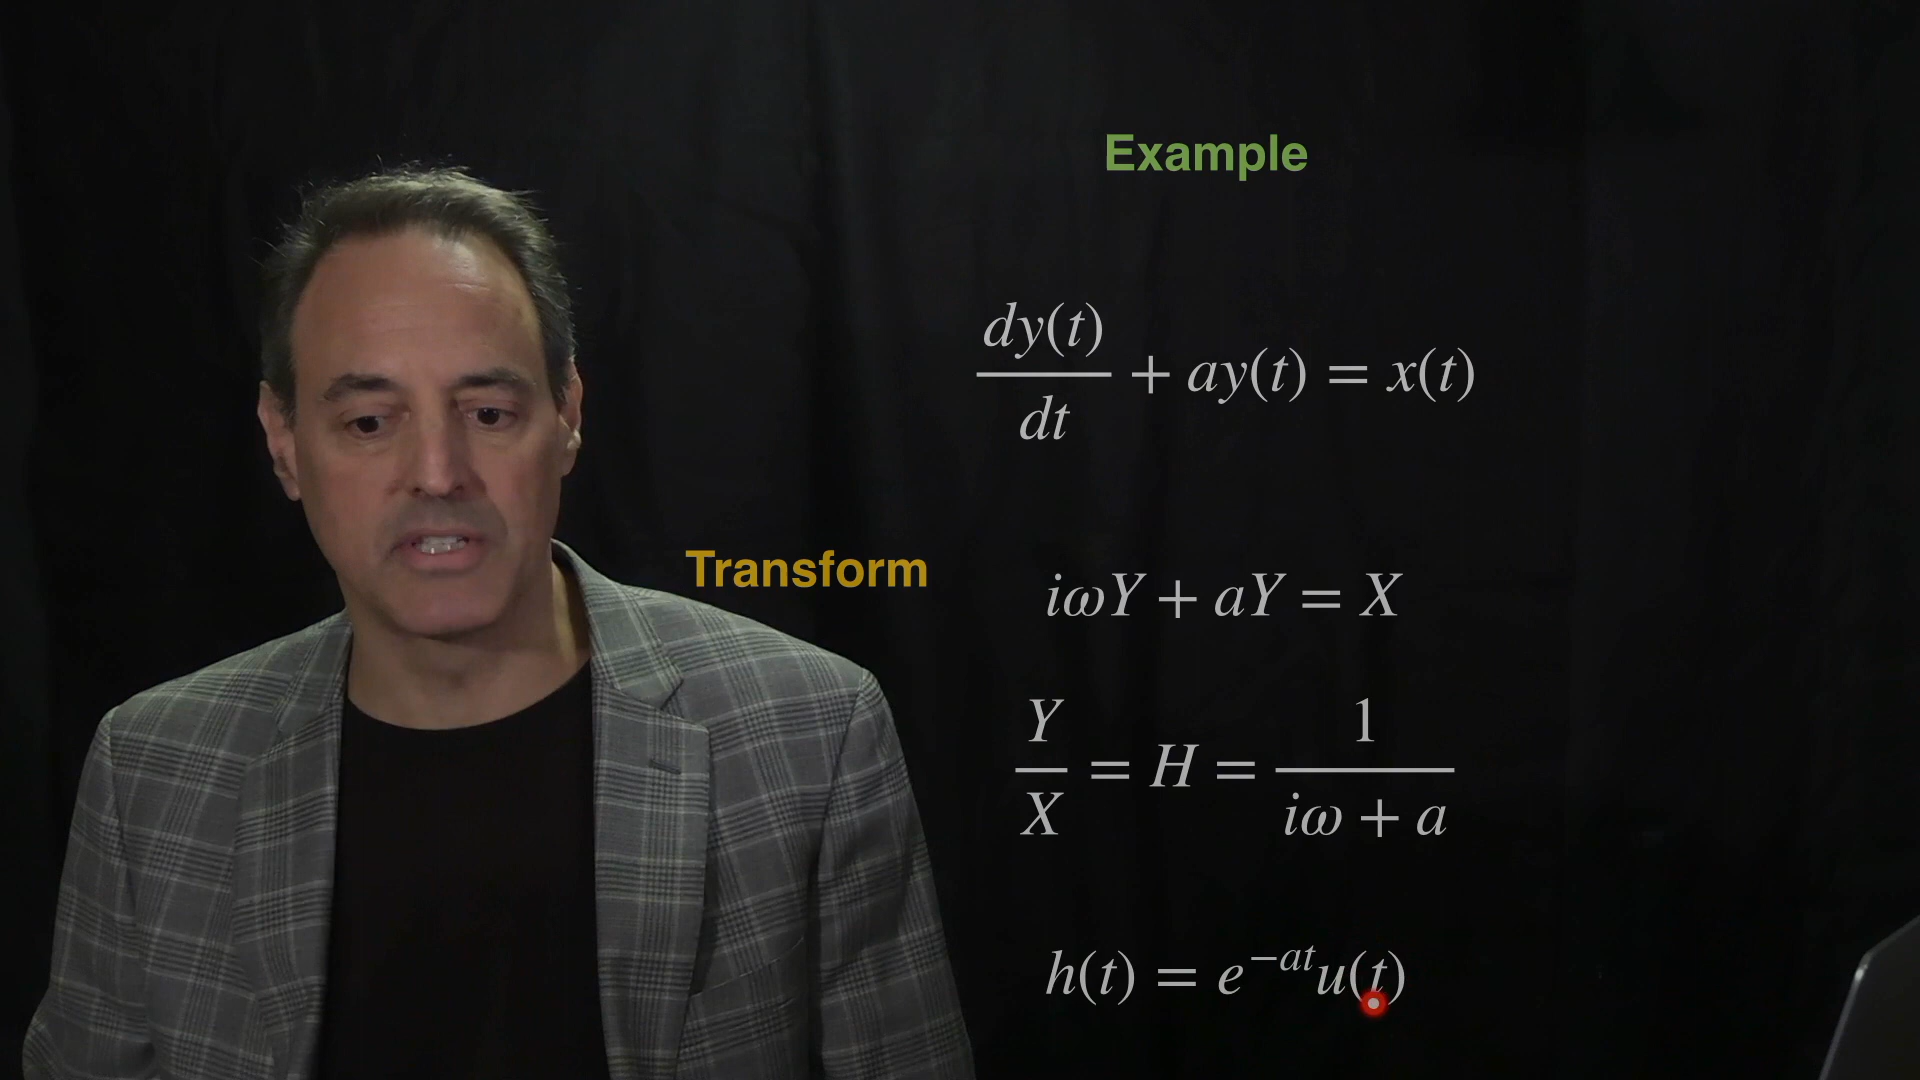 Example
dy(t)/dt + ay(t) = x(t)
Transform
iωY + aY = X
Y/X = H = 1/(iω + a)
h(t) = e^{−at}u(t)